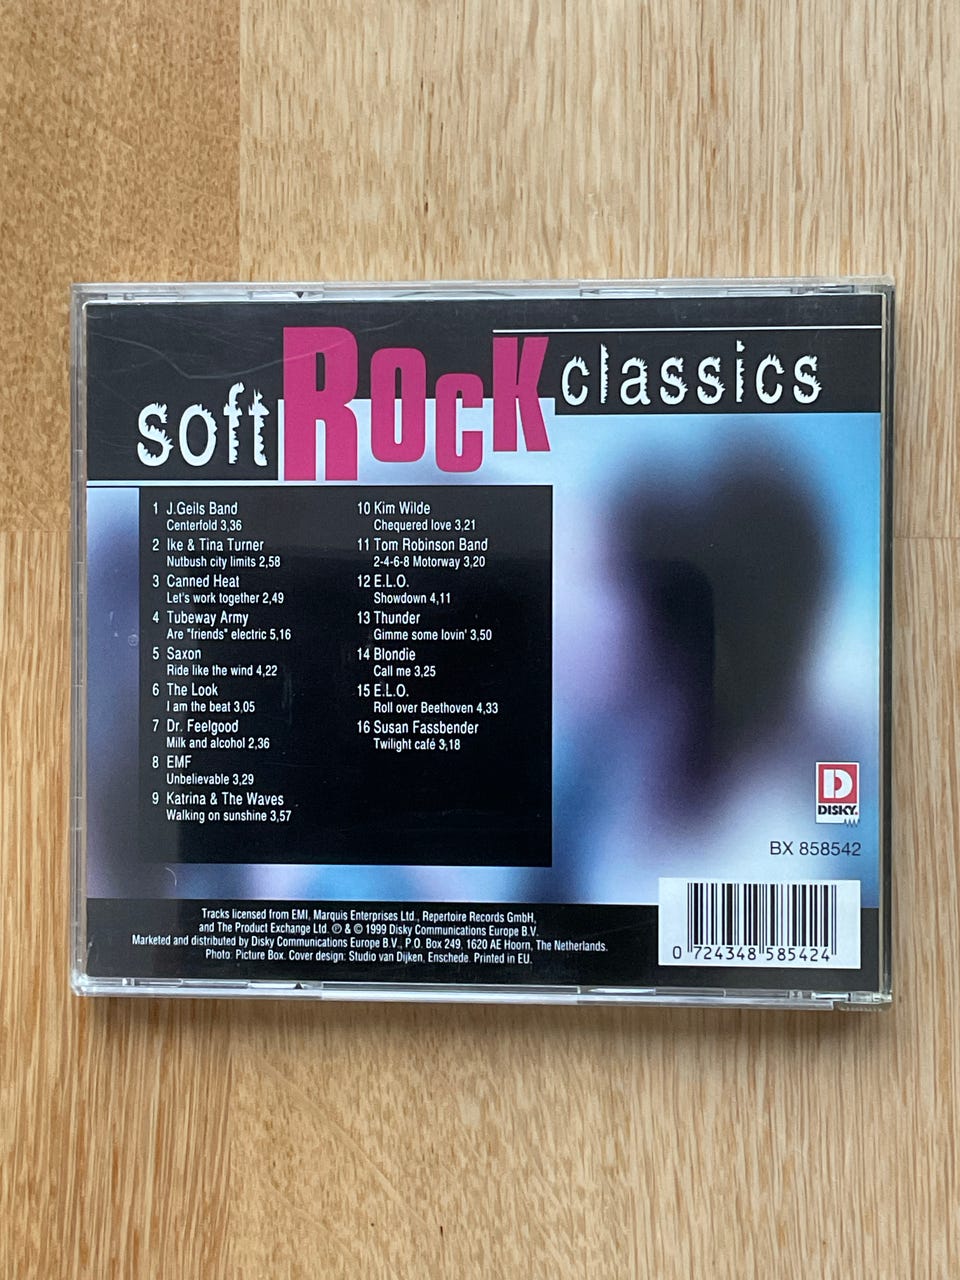 soft ROCK classics
1 J.Geils Band
Centerfold 3,36
2 Ike & Tina Turner
Nutbush city limits 2,58
3 Canned Heat
Let's work together 2,49
4 Tubeway Army
Are "friends" electric 5,16
5 Saxon
Ride like the wind 4,22
6 The Look
I am the beat 3,05
7 Dr. Feelgood
Milk and alcohol 2,36
8 EMF
Unbelievable 3,29
9 Katrina & The Waves
Walking on sunshine 3,57
10 Kim Wilde
Chequered love 3,21
11 Tom Robinson Band
2-4-6-8 Motorway 3,20
12 E.L.O.
Showdown 4,11
13 Thunder
Gimme some lovin' 3,50
14 Blondie
Call me 3,25
15 E.L.O.
Roll over Beethoven 4,33
16 Susan Fassbender
Twilight café 3,18
D
DISKY.
BX 858542
Tracks licensed from EMI, Marquis Enterprises Ltd., Repertoire Records GmbH,
and The Product Exchange Ltd. ℗ & © 1999 Disky Communications Europe B.V.
Marketed and distributed by Disky Communications Europe B.V., P.O. Box 249, 1620 AE Hoorn, The Netherlands.
Photo: Picture Box. Cover design: Studio van Dijken, Enschede. Printed in EU.
0 724348 585424